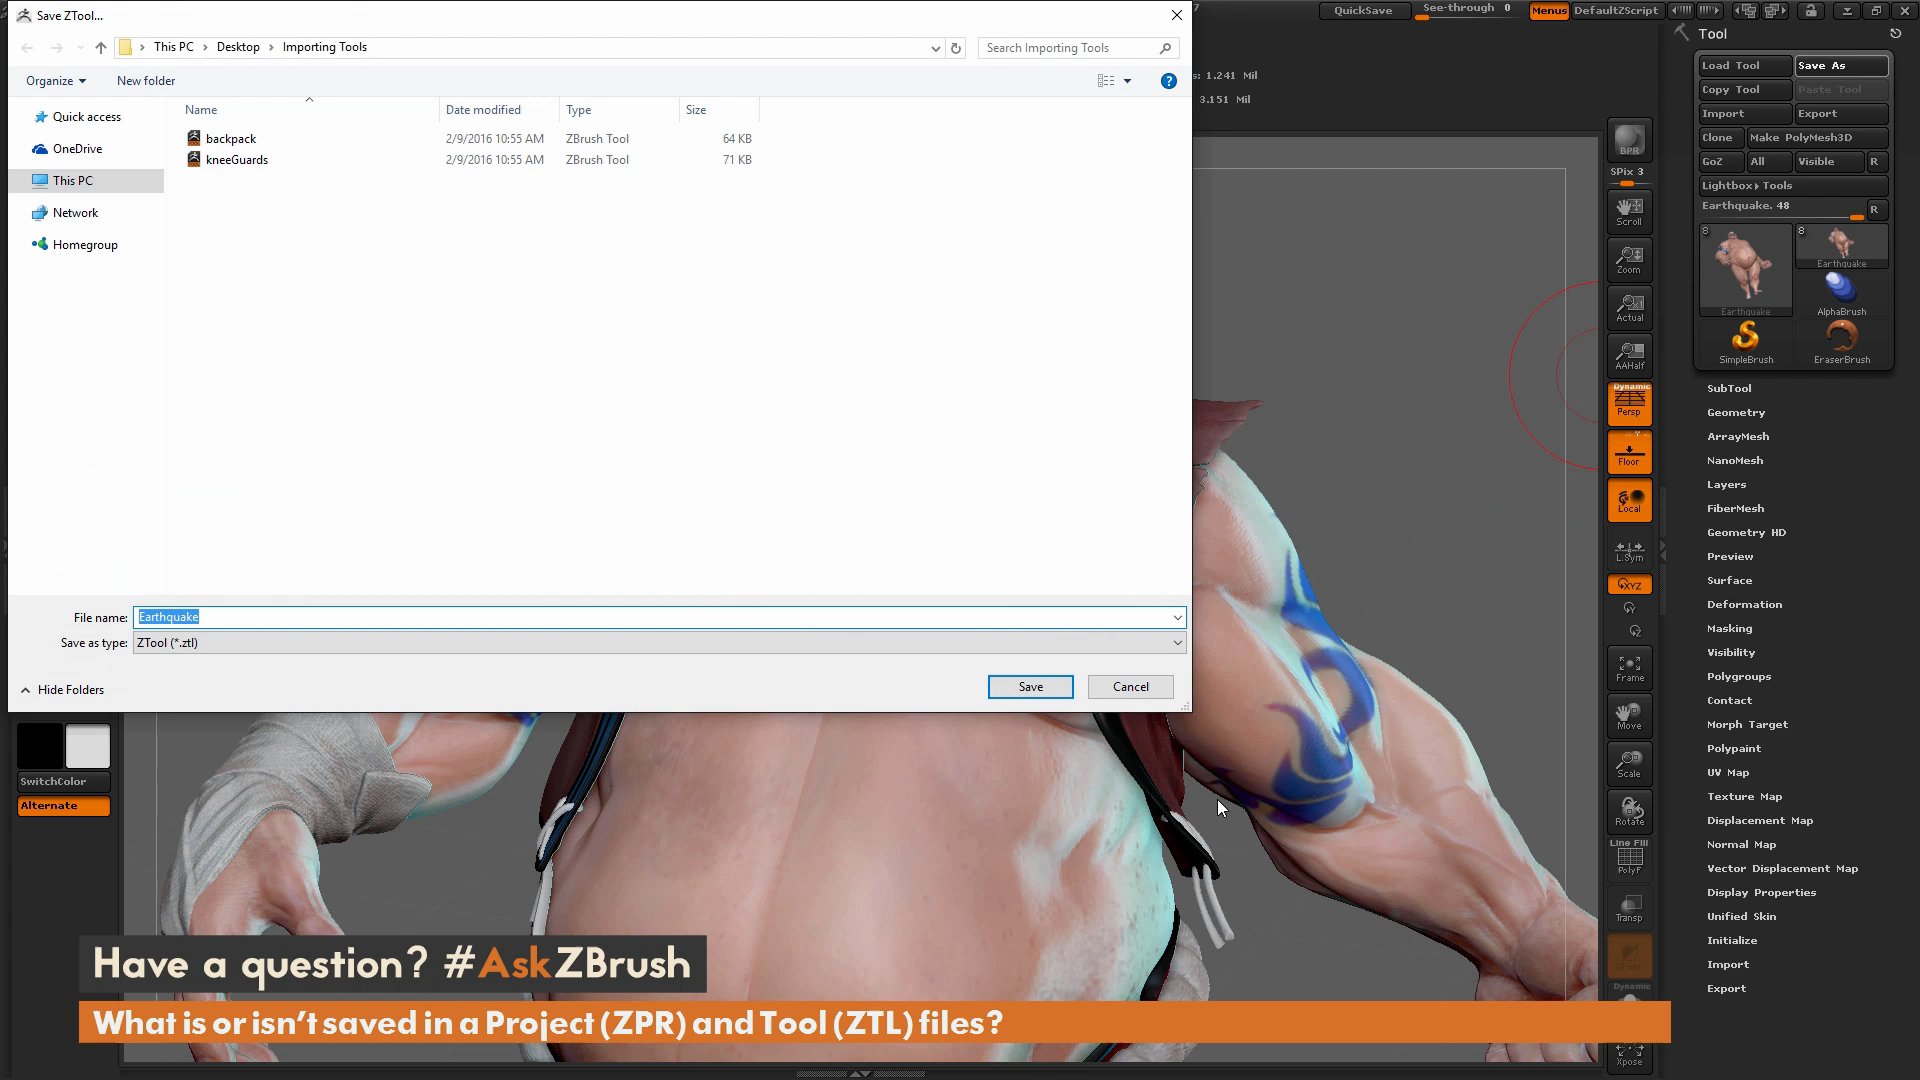 Save ZTool...
QuickSave
See-through 0
Menus
DefaultZScript
This PC
Desktop
Importing Tools
Search Importing Tools
Organize
New folder
Name
Date modified
Type
Size
backpack
2/9/2016 10:55 AM
ZBrush Tool
64 KB
kneeGuards
2/9/2016 10:55 AM
ZBrush Tool
71 KB
Quick access
OneDrive
This PC
Network
Homegroup
File name:
Earthquake
Save as type:
ZTool (*.ztl)
Hide Folders
Save
Cancel
s: 1.241 Mil
3.151 Mil
SwitchColor
Alternate
BPR
SPix 3
Scroll
Zoom
Actual
AAHalf
Dynamic
Persp
Floor
Local
L.Sym
XYZ
Y
Z
Frame
Move
Scale
Rotate
Line Fill
PolyF
Transp
Dynamic
Xpose
Tool
Load Tool
Save As
Copy Tool
Paste Tool
Import
Export
Clone
Make PolyMesh3D
GoZ
All
Visible
R
Lightbox▸Tools
Earthquake. 48
R
8
Earthquake
8
Earthquake
AlphaBrush
SimpleBrush
EraserBrush
SubTool
Geometry
ArrayMesh
NanoMesh
Layers
FiberMesh
Geometry HD
Preview
Surface
Deformation
Masking
Visibility
Polygroups
Contact
Morph Target
Polypaint
UV Map
Texture Map
Displacement Map
Normal Map
Vector Displacement Map
Display Properties
Unified Skin
Initialize
Import
Export
Have a question? #AskZBrush
What is or isn't saved in a Project (ZPR) and Tool (ZTL) files?